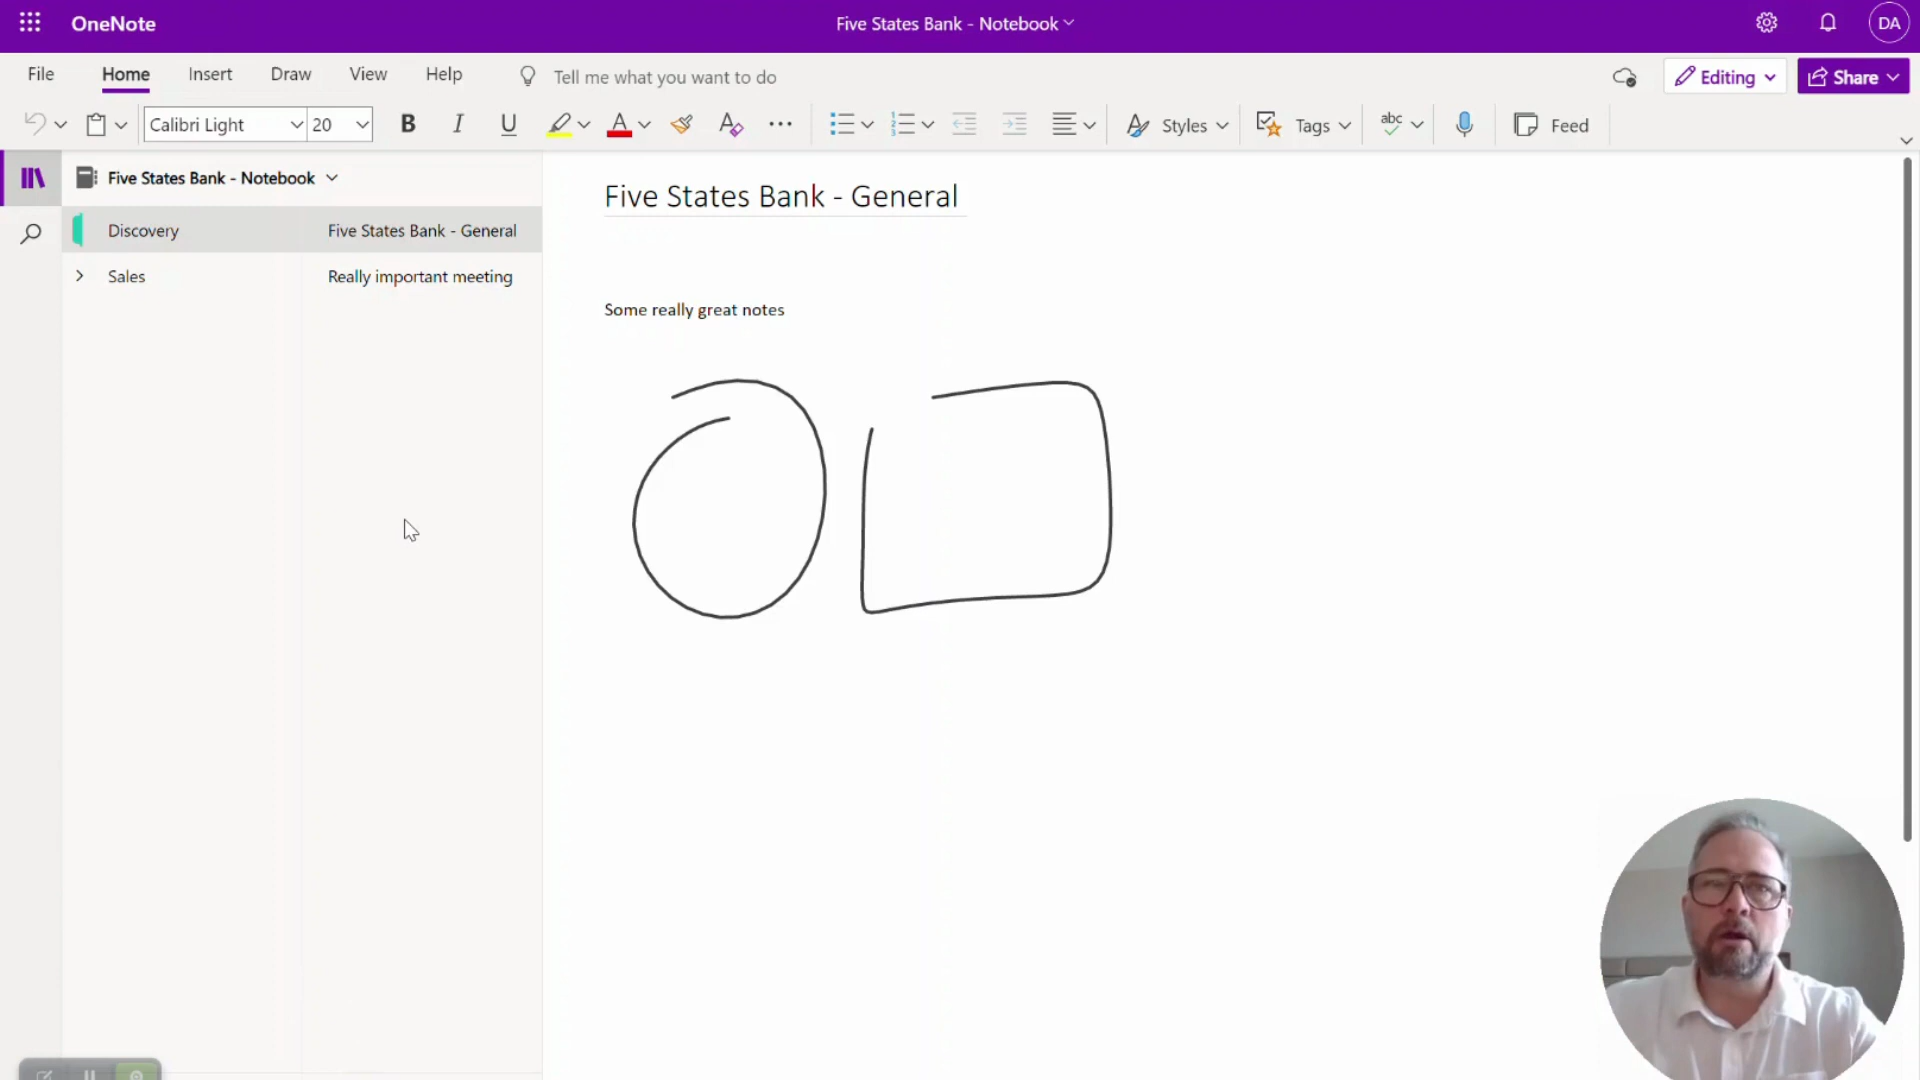 OneNote
Five States Bank - Notebook
DA
File Home Insert Draw View Help Tell me what you want to do
Editing Share
Calibri Light 20 B I U A A Styles Tags abc Feed
Five States Bank - Notebook
Discovery
Sales
Five States Bank - General
Really important meeting
Five States Bank - General
Some really great notes